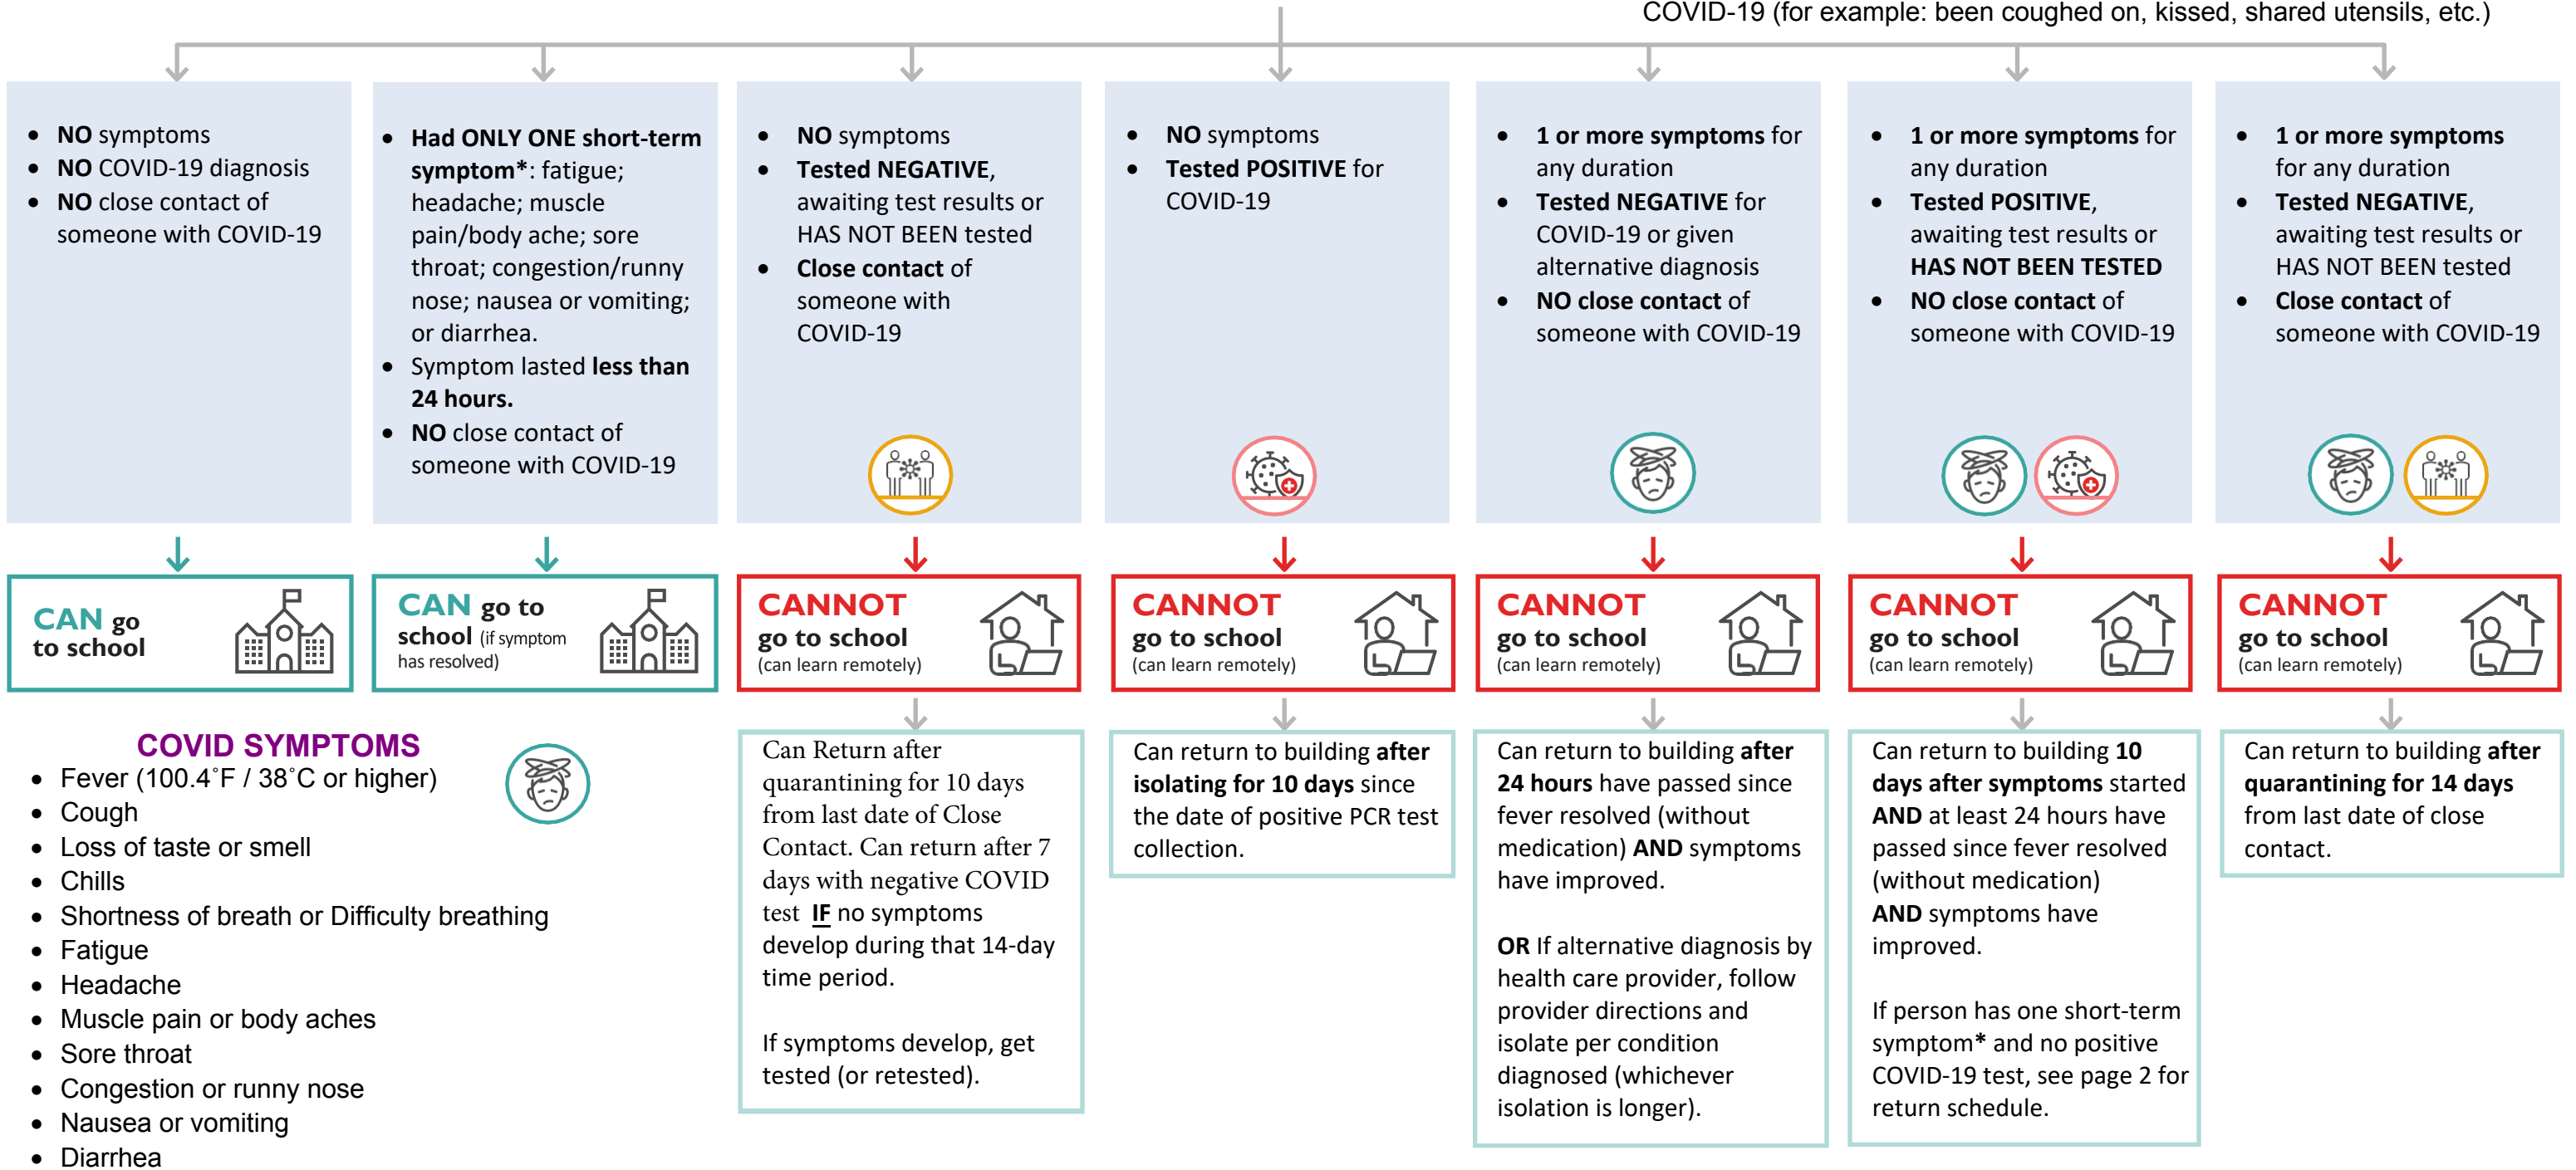 COVID-19 (for example: been coughed on, kissed, shared utensils, etc.)
• NO symptoms
• NO COVID-19 diagnosis
• NO close contact of
someone with COVID-19
• Had ONLY ONE short-term
symptom*: fatigue;
headache; muscle
pain/body ache; sore
throat; congestion/runny
nose; nausea or vomiting;
or diarrhea.
• Symptom lasted less than
24 hours.
• NO close contact of
someone with COVID-19
• NO symptoms
• Tested NEGATIVE,
awaiting test results or
HAS NOT BEEN tested
• Close contact of
someone with
COVID-19
• NO symptoms
• Tested POSITIVE for
COVID-19
• 1 or more symptoms for
any duration
• Tested NEGATIVE for
COVID-19 or given
alternative diagnosis
• NO close contact of
someone with COVID-19
• 1 or more symptoms for
any duration
• Tested POSITIVE,
awaiting test results or
HAS NOT BEEN TESTED
• NO close contact of
someone with COVID-19
• 1 or more symptoms
for any duration
• Tested NEGATIVE,
awaiting test results or
HAS NOT BEEN tested
• Close contact of
someone with COVID-19
CAN go
to school
CAN go to
school (if symptom
has resolved)
CANNOT
go to school
(can learn remotely)
CANNOT
go to school
(can learn remotely)
CANNOT
go to school
(can learn remotely)
CANNOT
go to school
(can learn remotely)
CANNOT
go to school
(can learn remotely)
COVID SYMPTOMS
• Fever (100.4˚F / 38˚C or higher)
• Cough
• Loss of taste or smell
• Chills
• Shortness of breath or Difficulty breathing
• Fatigue
• Headache
• Muscle pain or body aches
• Sore throat
• Congestion or runny nose
• Nausea or vomiting
• Diarrhea
Can Return after
quarantining for 10 days
from last date of Close
Contact. Can return after 7
days with negative COVID
test IF no symptoms
develop during that 14-day
time period.
If symptoms develop, get
tested (or retested).
Can return to building after
isolating for 10 days since
the date of positive PCR test
collection.
Can return to building after
24 hours have passed since
fever resolved (without
medication) AND symptoms
have improved.
OR If alternative diagnosis by
health care provider, follow
provider directions and
isolate per condition
diagnosed (whichever
isolation is longer).
Can return to building 10
days after symptoms started
AND at least 24 hours have
passed since fever resolved
(without medication)
AND symptoms have
improved.
If person has one short-term
symptom* and no positive
COVID-19 test, see page 2 for
return schedule.
Can return to building after
quarantining for 14 days
from last date of close
contact.